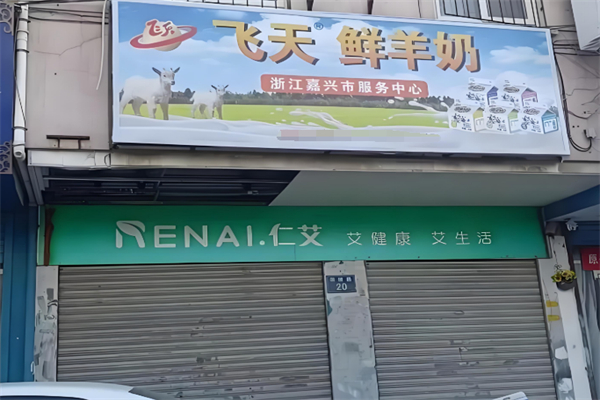 飞天
飞天® 鲜羊奶
浙江嘉兴市服务中心
RENAI.仁艾 艾健康 艾生活
20